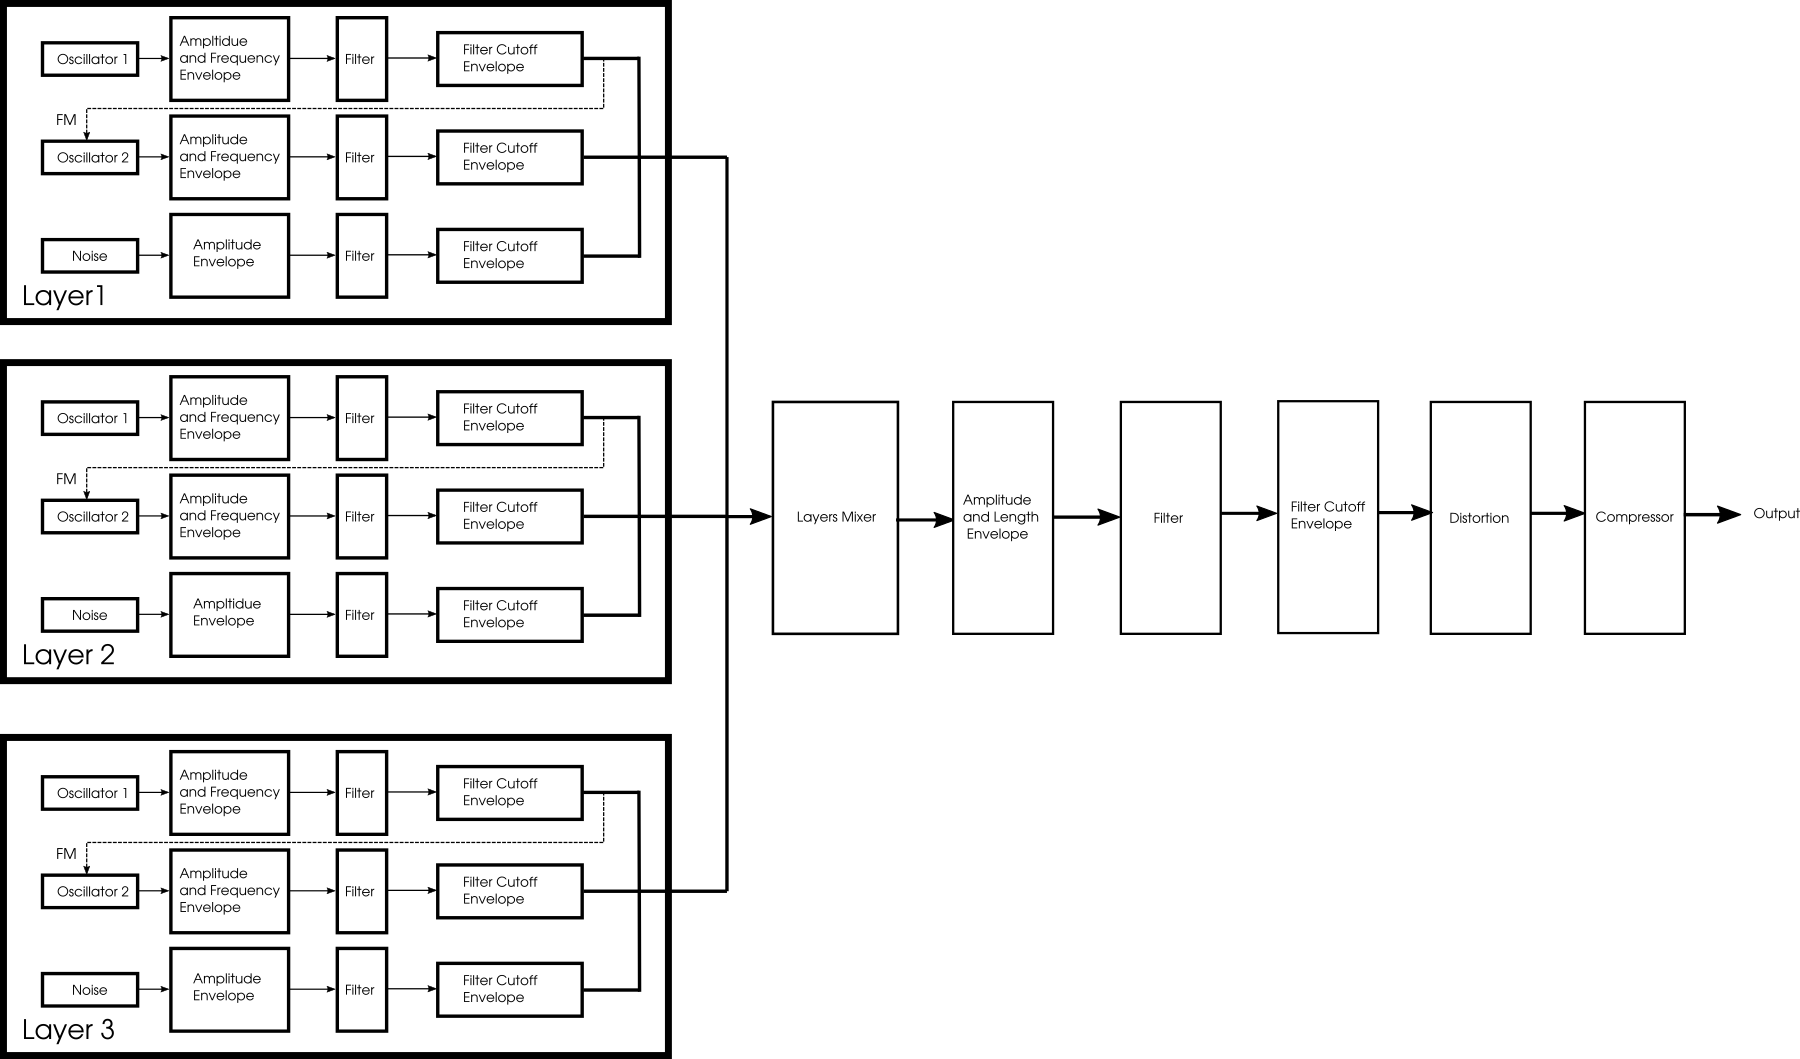 Oscillator 1
Ampltidue
and Frequency
Envelope
Filter
Filter Cutoff
Envelope
FM
Oscillator 2
Amplitude
and Frequency
Envelope
Filter
Filter Cutoff
Envelope
Noise
Amplitude
Envelope
Filter
Filter Cutoff
Envelope
Layer1
Oscillator 1
Amplitude
and Frequency
Envelope
Filter
Filter Cutoff
Envelope
FM
Oscillator 2
Amplitude
and Frequency
Envelope
Filter
Filter Cutoff
Envelope
Noise
Ampltidue
Envelope
Filter
Filter Cutoff
Envelope
Layer 2
Oscillator 1
Amplitude
and Frequency
Envelope
Filter
Filter Cutoff
Envelope
FM
Oscillator 2
Amplitude
and Frequency
Envelope
Filter
Filter Cutoff
Envelope
Noise
Amplitude
Envelope
Filter
Filter Cutoff
Envelope
Layer 3
Layers Mixer
Amplitude
and Length
Envelope
Filter
Filter Cutoff
Envelope
Distortion
Compressor
Output